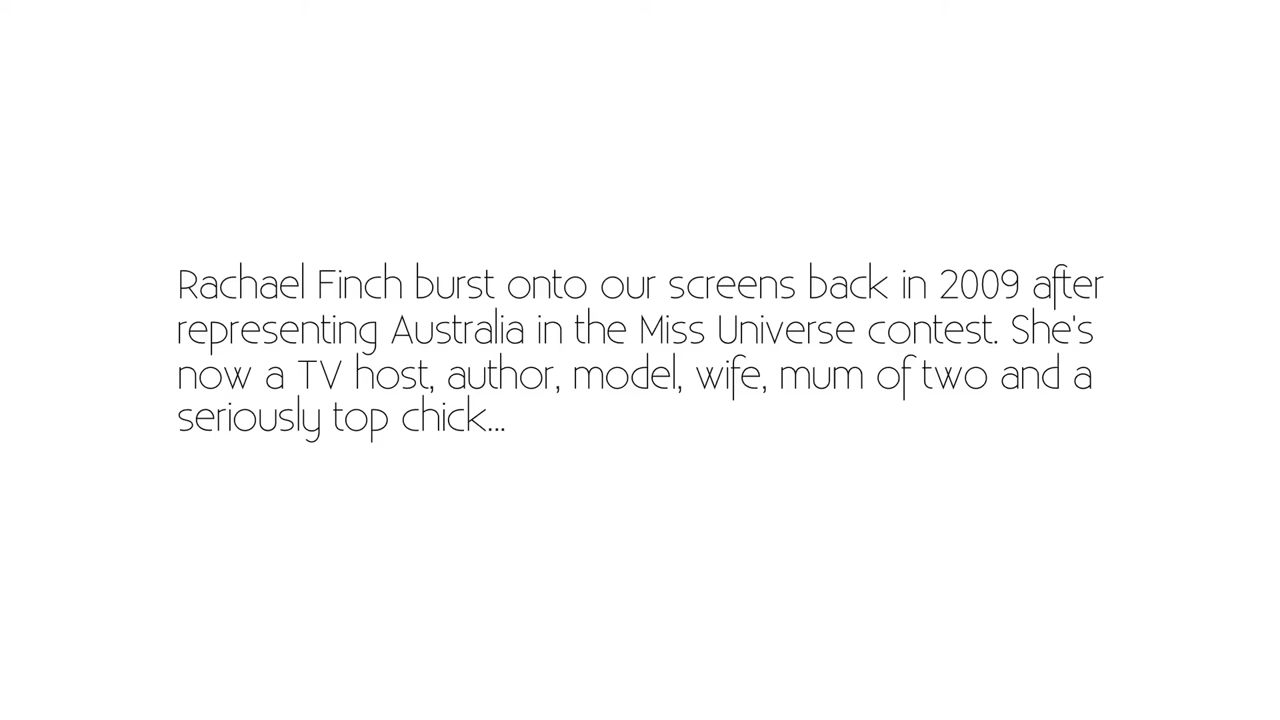 Rachael Finch burst onto our screens back in 2009 after
representing Australia in the Miss Universe contest. She's
now a TV host, author, model, wife, mum of two and a
seriously top chick...